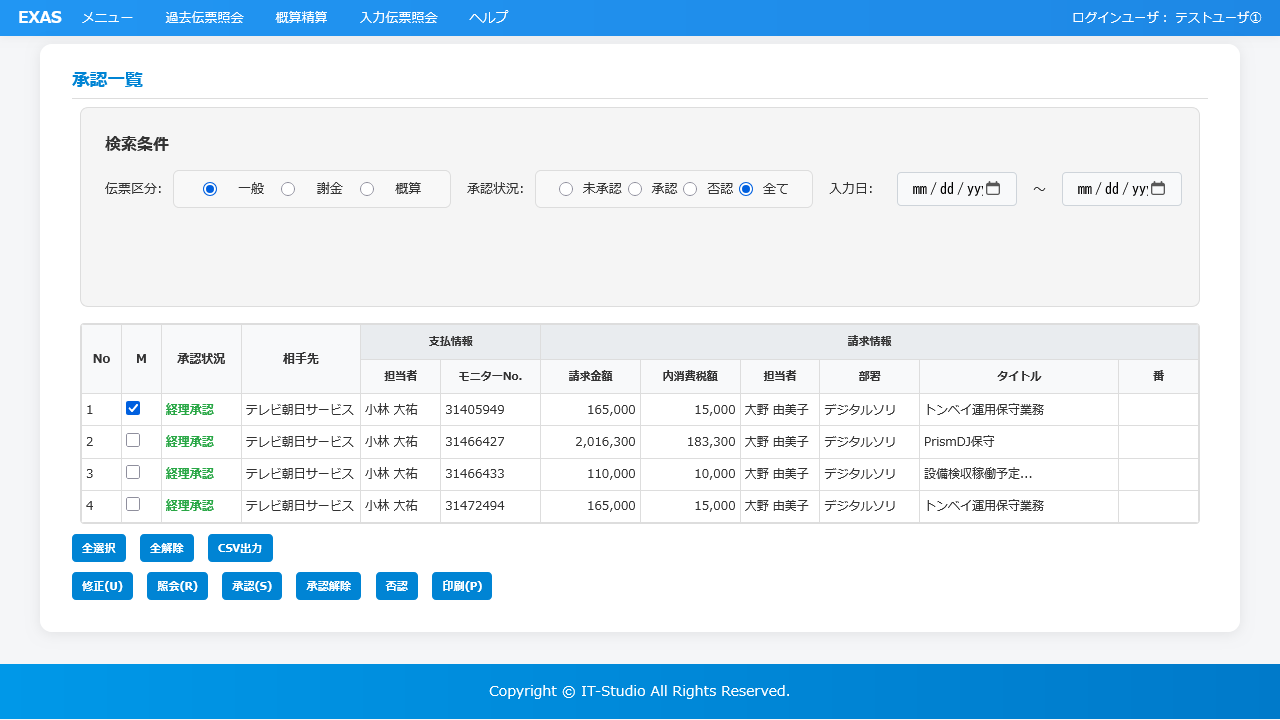 EXAS メニュー 過去伝票照会 概算精算 入力伝票照会 ヘルプ ログインユーザ： テストユーザ①
承認一覧
検索条件
伝票区分: 一般 謝金 概算 承認状況: 未承認 承認 否認 全て 入力日: mm/dd/yy ～ mm/dd/yy
No M 承認状況 相手先 支払情報 請求情報
担当者 モニターNo. 請求金額 内消費税額 担当者 部署 タイトル 番
1 経理承認 テレビ朝日サービス 小林 大祐 31405949 165,000 15,000 大野 由美子 デジタルソリ トンベイ運用保守業務
2 経理承認 テレビ朝日サービス 小林 大祐 31466427 2,016,300 183,300 大野 由美子 デジタルソリ PrismDJ保守
3 経理承認 テレビ朝日サービス 小林 大祐 31466433 110,000 10,000 大野 由美子 デジタルソリ 設備検収稼働予定...
4 経理承認 テレビ朝日サービス 小林 大祐 31472494 165,000 15,000 大野 由美子 デジタルソリ トンベイ運用保守業務
全選択 全解除 CSV出力
修正(U) 照会(R) 承認(S) 承認解除 否認 印刷(P)
Copyright © IT-Studio All Rights Reserved.